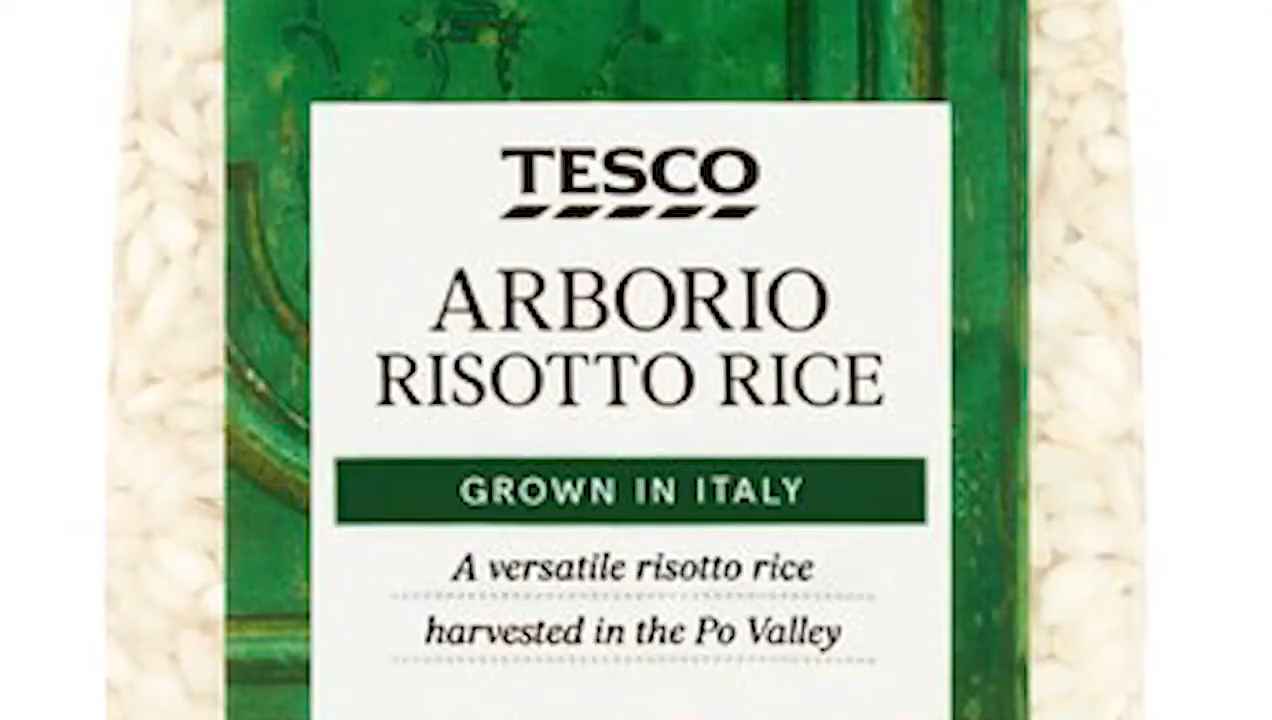 TESCO
ARBORIO
RISOTTO RICE
GROWN IN ITALY
A versatile risotto rice
harvested in the Po Valley